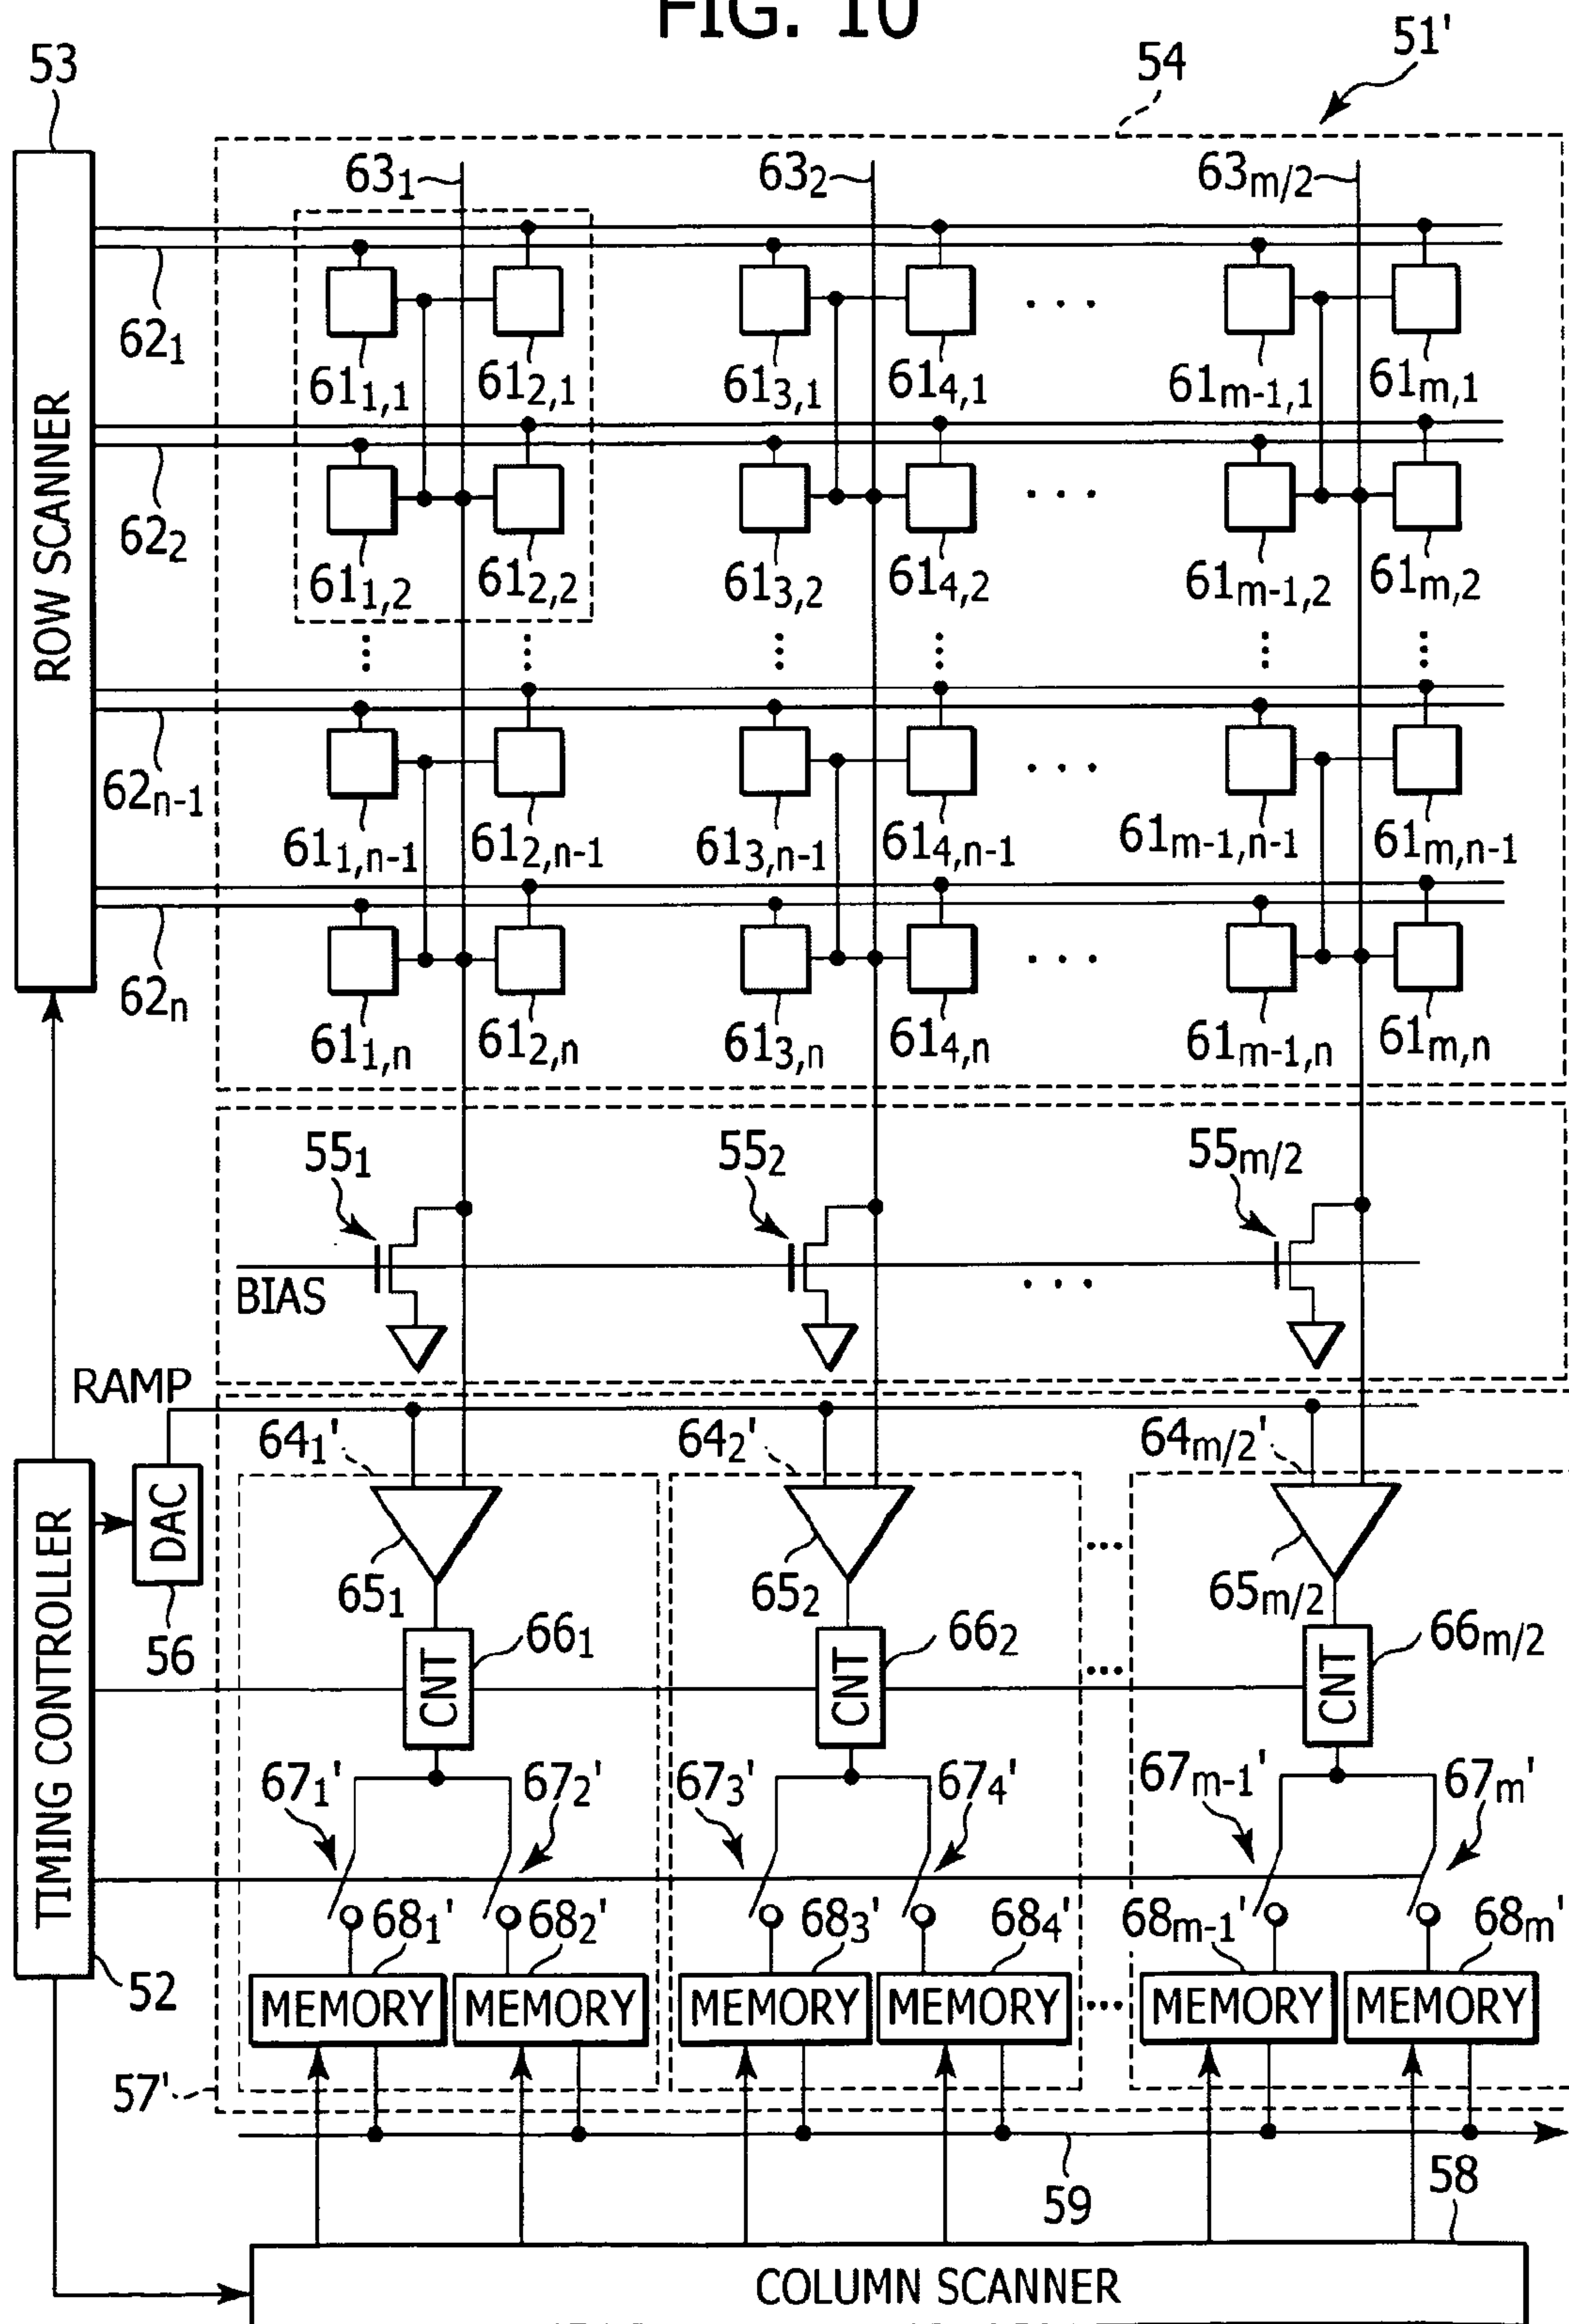 FIG. 10
53
54
51'
63₁ 63₂ 63m/2
62₁
61₁,₁ 61₂,₁ 61₃,₁ 61₄,₁ ... 61m-1,1 61m,1
62₂
61₁,₂ 61₂,₂ 61₃,₂ 61₄,₂ ... 61m-1,2 61m,2
ROW SCANNER
62n-1
61₁,n-1 61₂,n-1 61₃,n-1 61₄,n-1 ... 61m-1,n-1 61m,n-1
62n
61₁,n 61₂,n 61₃,n 61₄,n ... 61m-1,n 61m,n
55₁ 55₂ 55m/2
BIAS ...
RAMP
64₁' 64₂' 64m/2'
DAC
56
65₁ 65₂ ... 65m/2
TIMING CONTROLLER
CNT 66₁ CNT 66₂ ... CNT 66m/2
67₁' 67₂' 67₃' 67₄' 67m-1' 67m'
68₁' 68₂' 68₃' 68₄' 68m-1' 68m'
52
MEMORY MEMORY MEMORY MEMORY ... MEMORY MEMORY
57'
59
58
COLUMN SCANNER